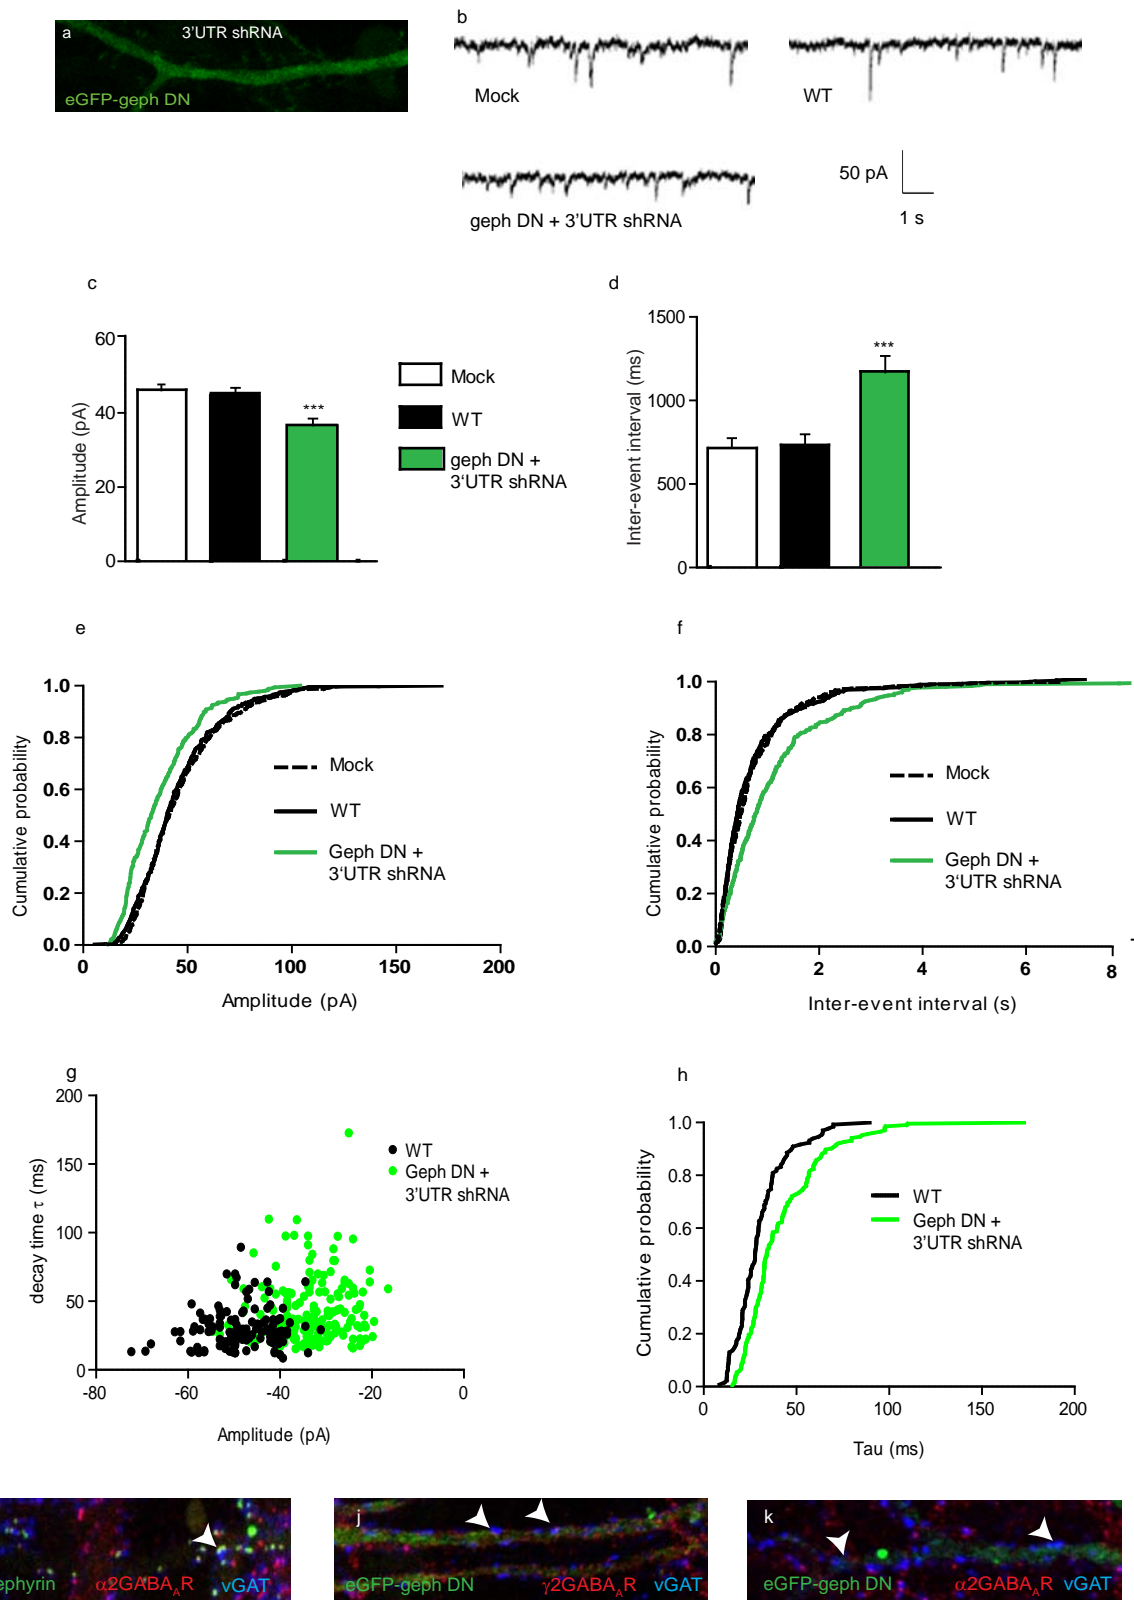 a
3'UTR shRNA
eGFP-geph DN
b
Mock
WT
geph DN + 3'UTR shRNA
50 pA
1 s
c
60
40
20
0
Amplitude (pA)
***
Mock
WT
geph DN +
3'UTR shRNA
d
1500
1000
500
0
Inter-event interval (ms)
***
e
1.0
0.8
0.6
0.4
0.2
0.0
Cumulative probability
Mock
WT
Geph DN +
3'UTR shRNA
0 50 100 150 200
Amplitude (pA)
f
1.0
0.8
0.6
0.4
0.2
0.0
Cumulative probability
Mock
WT
Geph DN +
3'UTR shRNA
0 2 4 6 8
Inter-event interval (s)
g
200
150
100
50
0
decay time τ (ms)
WT
Geph DN +
3'UTR shRNA
-80 -60 -40 -20 0
Amplitude (pA)
h
1.0
0.8
0.6
0.4
0.2
0.0
Cumulative probability
WT
Geph DN +
3'UTR shRNA
0 50 100 150 200
Tau (ms)
ephyrin α2GABAAR vGAT
j
eGFP-geph DN γ2GABAAR vGAT
k
eGFP-geph DN α2GABAAR vGAT